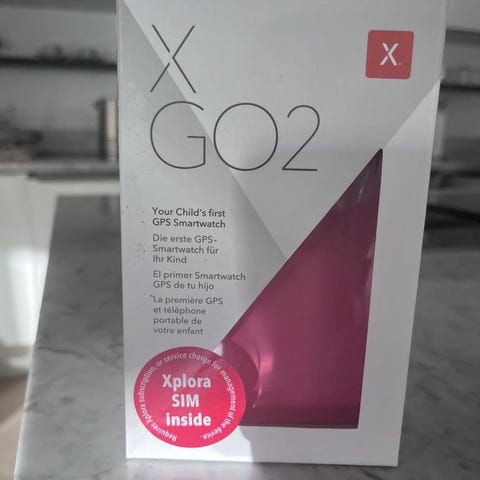 X
GO2
X
Your Child's first
GPS Smartwatch
Die erste GPS-
Smartwatch für
Ihr Kind
El primer Smartwatch
GPS de tu hijo
La première GPS
et téléphone
portable de
votre enfant
Requires Xplora subscription, or service charge for management of the device.
Xplora
SIM
inside